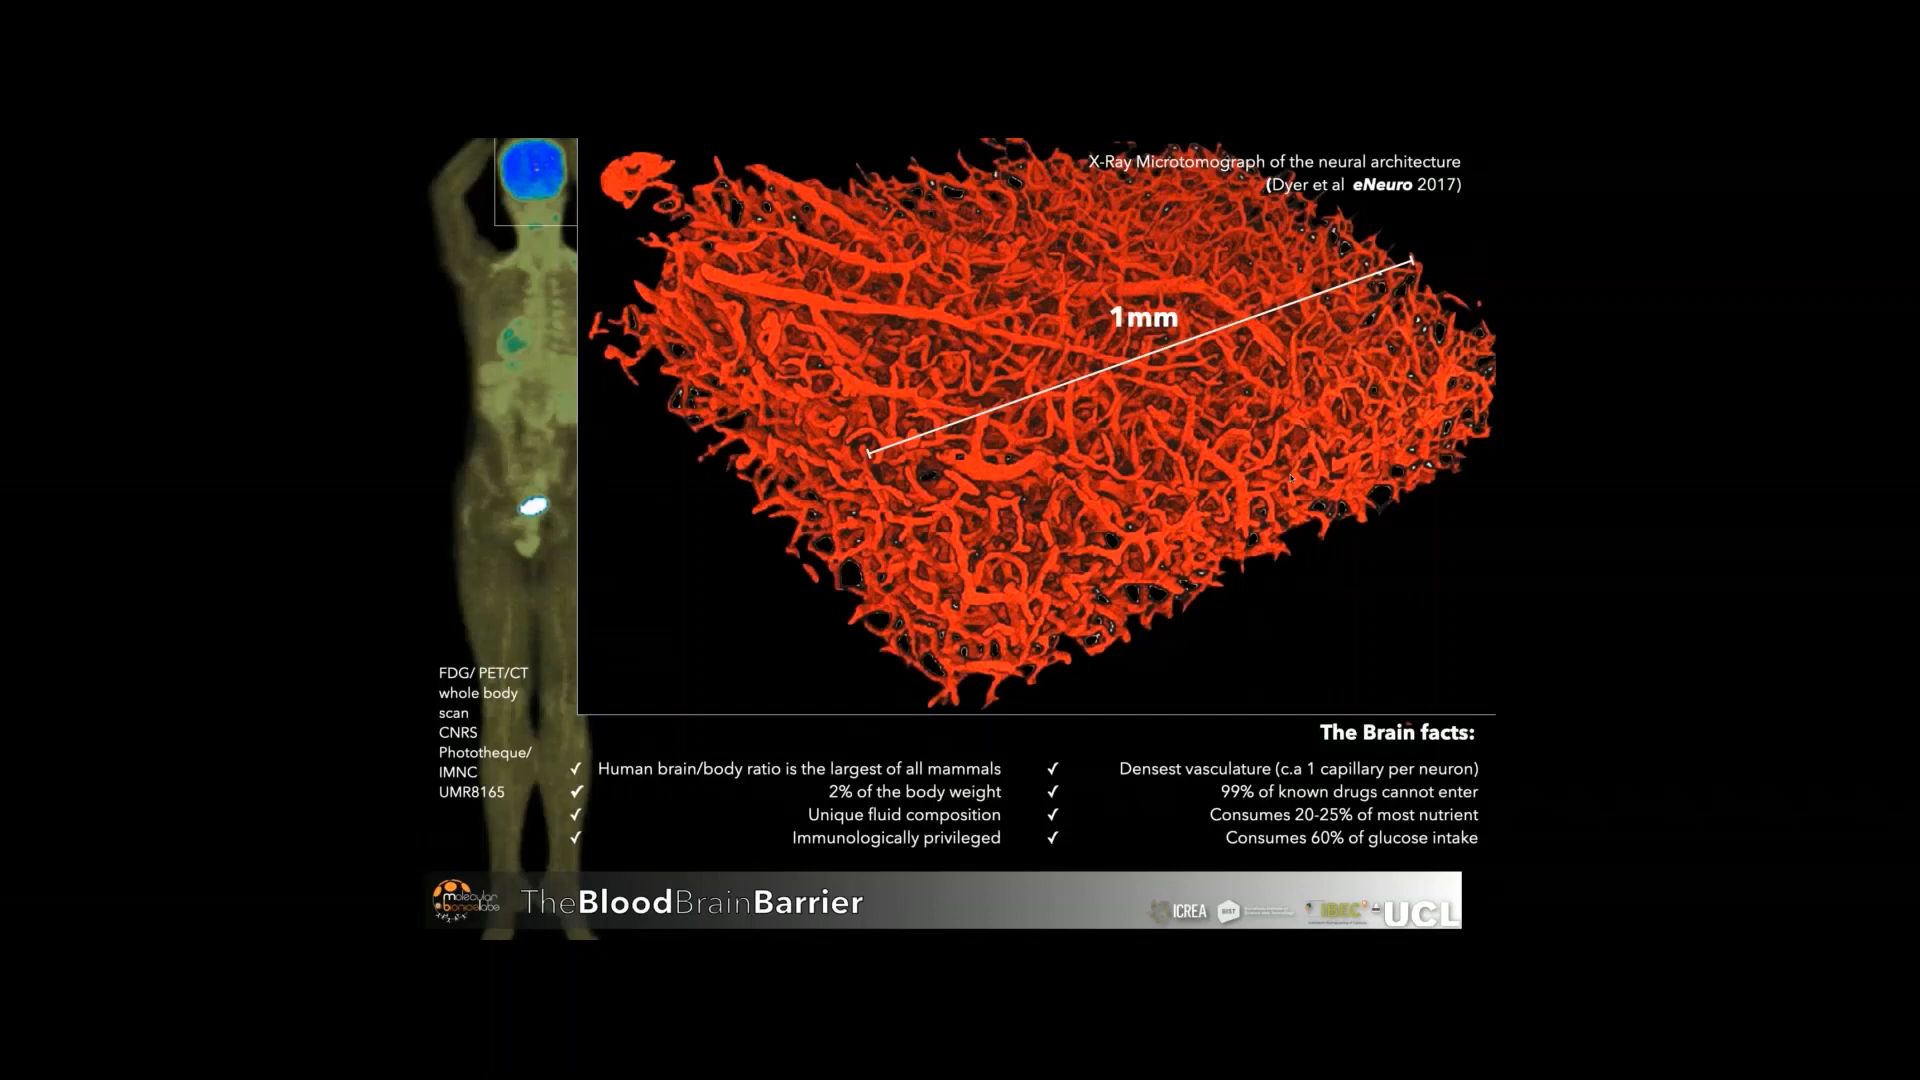 X-Ray Microtomograph of the neural architecture
(Dyer et al eNeuro 2017)
1mm
FDG/ PET/CT
whole body
scan
CNRS
Phototheque/
IMNC
UMR8165
The Brain facts:
✓ Human brain/body ratio is the largest of all mammals
✓ 2% of the body weight
✓ Unique fluid composition
✓ Immunologically privileged
✓ Densest vasculature (c.a 1 capillary per neuron)
✓ 99% of known drugs cannot enter
✓ Consumes 20-25% of most nutrient
✓ Consumes 60% of glucose intake
molecular
bionicslabs
TheBloodBrainBarrier
ICREA
BIST
IBEC
UCL